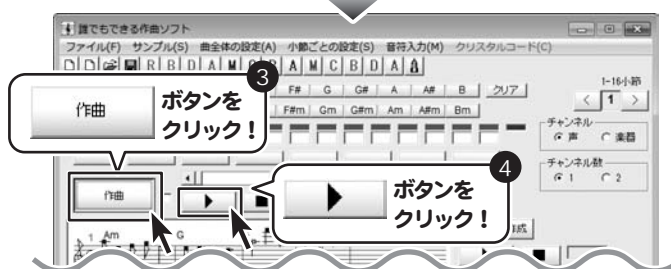 誰でもできる作曲ソフト
ファイル(F) サンプル(S) 曲全体の設定(A) 小節ごとの設定(S) 音符入力(M) クリスタルコード(C)
R B D A M A M C B D A
F# G G# A A# B クリア
F#m Gm G#m Am A#m Bm
1-16小節
< 1 >
チャンネル
声 楽器
チャンネル数
1 2
3
作曲
ボタンを
クリック!
作曲
4
ボタンを
クリック!
1 Am G